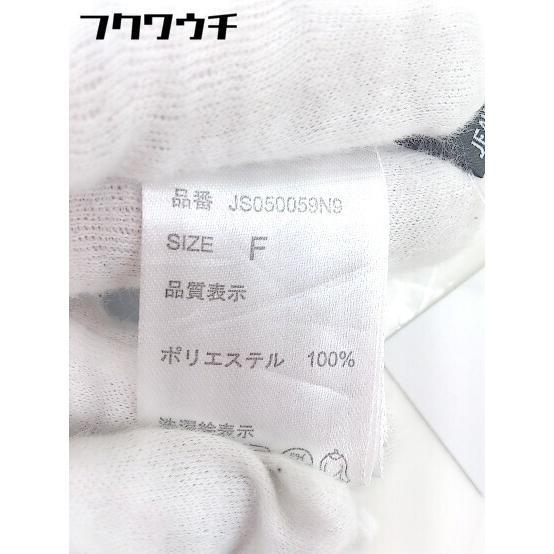 フクワウチ
JEA
品番 JS050059N9
SIZE F
品質表示
ポリエステル 100%
洗濯絵表示